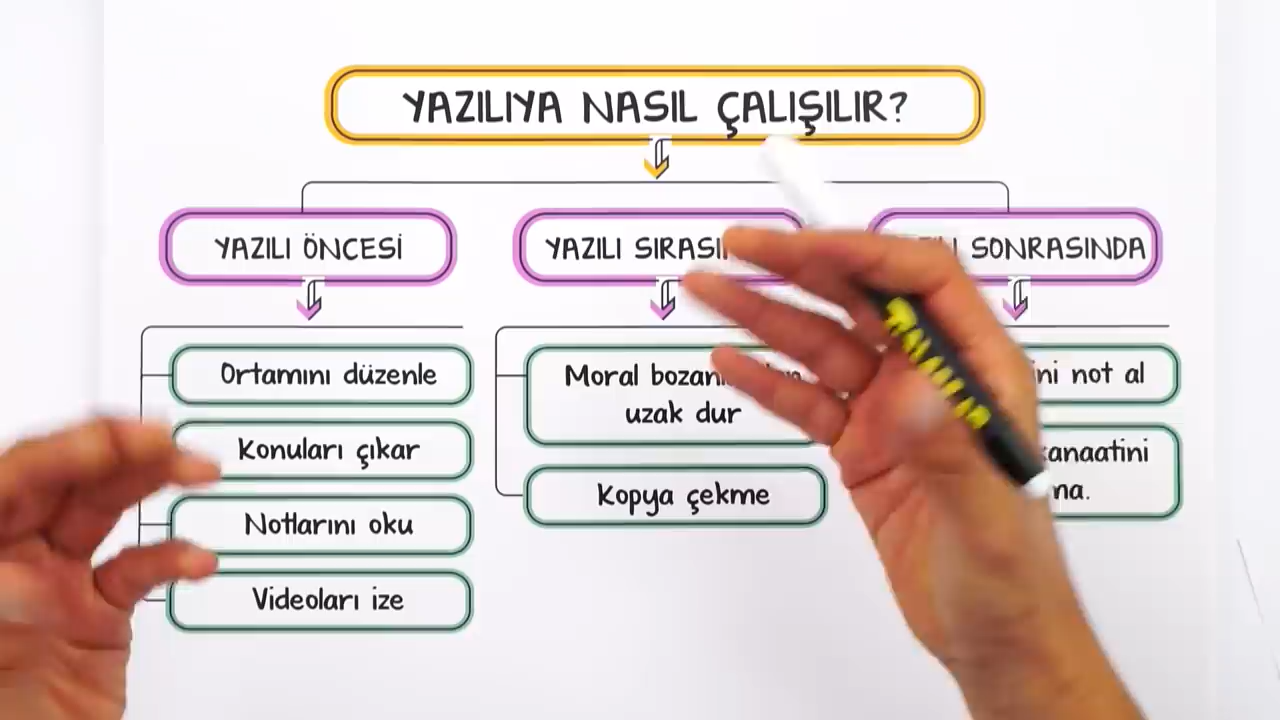 YAZILIYA NASIL ÇALIŞILIR?
YAZILI ÖNCESİ
Ortamını düzenle
Konuları çıkar
Notlarını oku
Videoları ize
YAZILI
Moral
uzak dur
Kopya çekme
SONRASINDA
not al